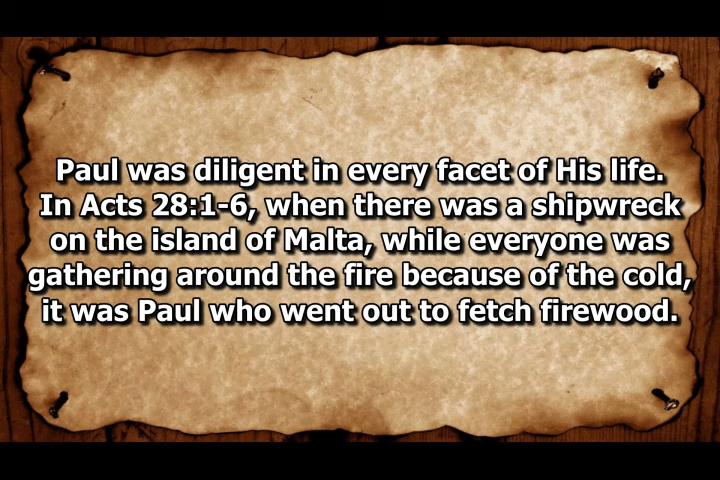 Paul was diligent in every facet of His life.
In Acts 28:1-6, when there was a shipwreck
on the island of Malta, while everyone was
gathering around the fire because of the cold,
it was Paul who went out to fetch firewood.